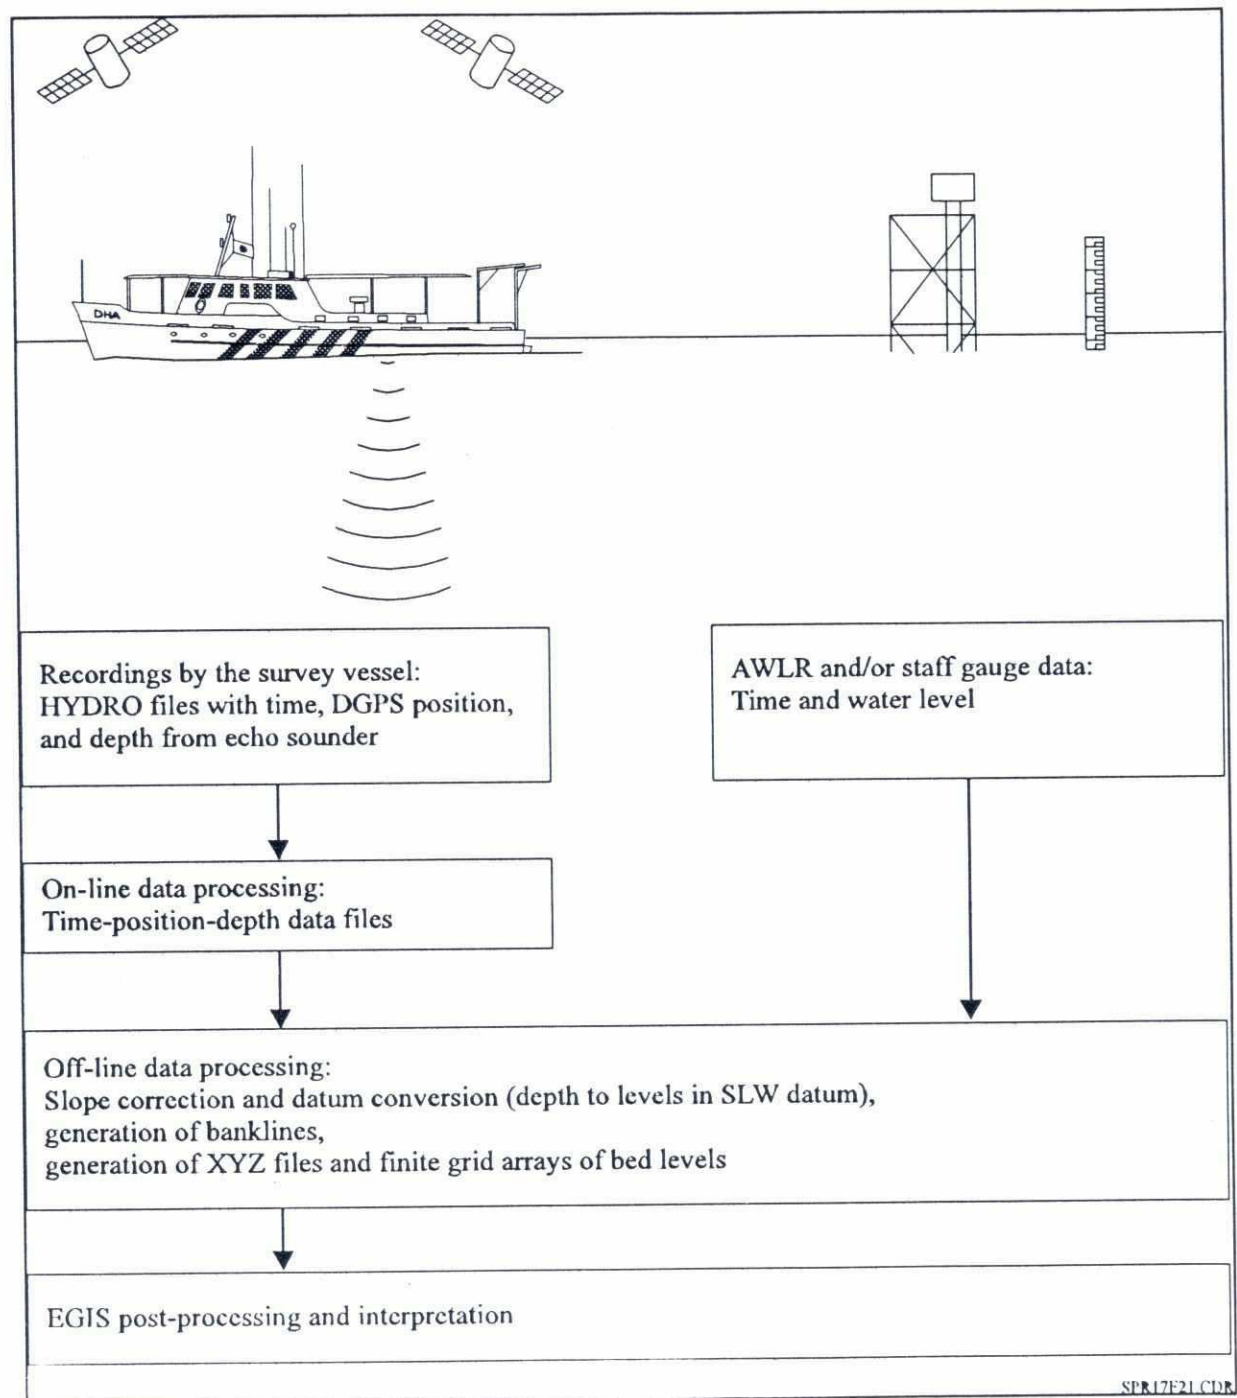 DHA
Recordings by the survey vessel:
HYDRO files with time, DGPS position,
and depth from echo sounder
AWLR and/or staff gauge data:
Time and water level
On-line data processing:
Time-position-depth data files
Off-line data processing:
Slope correction and datum conversion (depth to levels in SLW datum),
generation of banklines,
generation of XYZ files and finite grid arrays of bed levels
EGIS post-processing and interpretation
SPR17F21.CDR